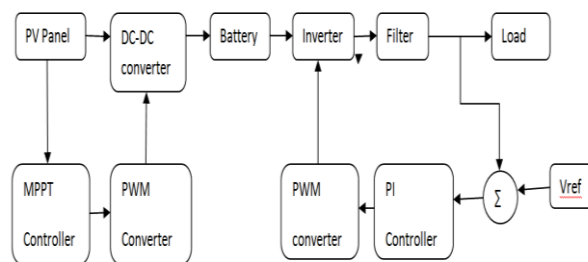 PV Panel
DC-DC
converter
Battery
Inverter
Filter
Load
MPPT
Controller
PWM
Converter
PWM
converter
PI
Controller
Σ
Vref